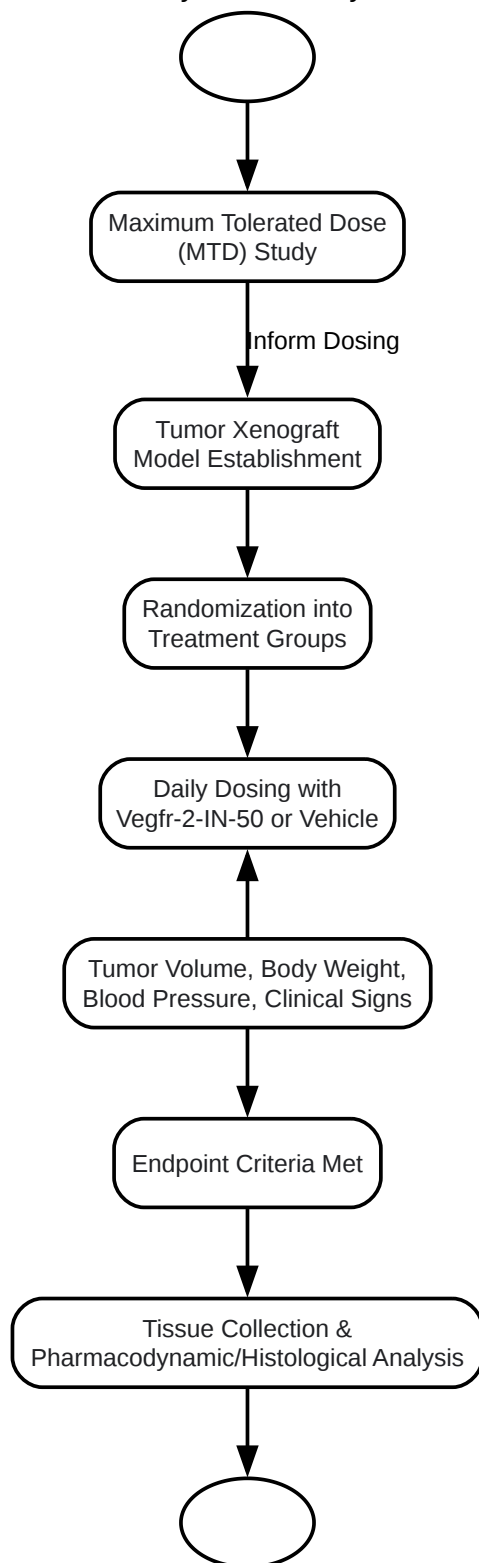 Maximum Tolerated Dose
(MTD) Study
Inform Dosing
Tumor Xenograft
Model Establishment
Randomization into
Treatment Groups
Daily Dosing with
Vegfr-2-IN-50 or Vehicle
Tumor Volume, Body Weight,
Blood Pressure, Clinical Signs
Endpoint Criteria Met
Tissue Collection &
Pharmacodynamic/Histological Analysis